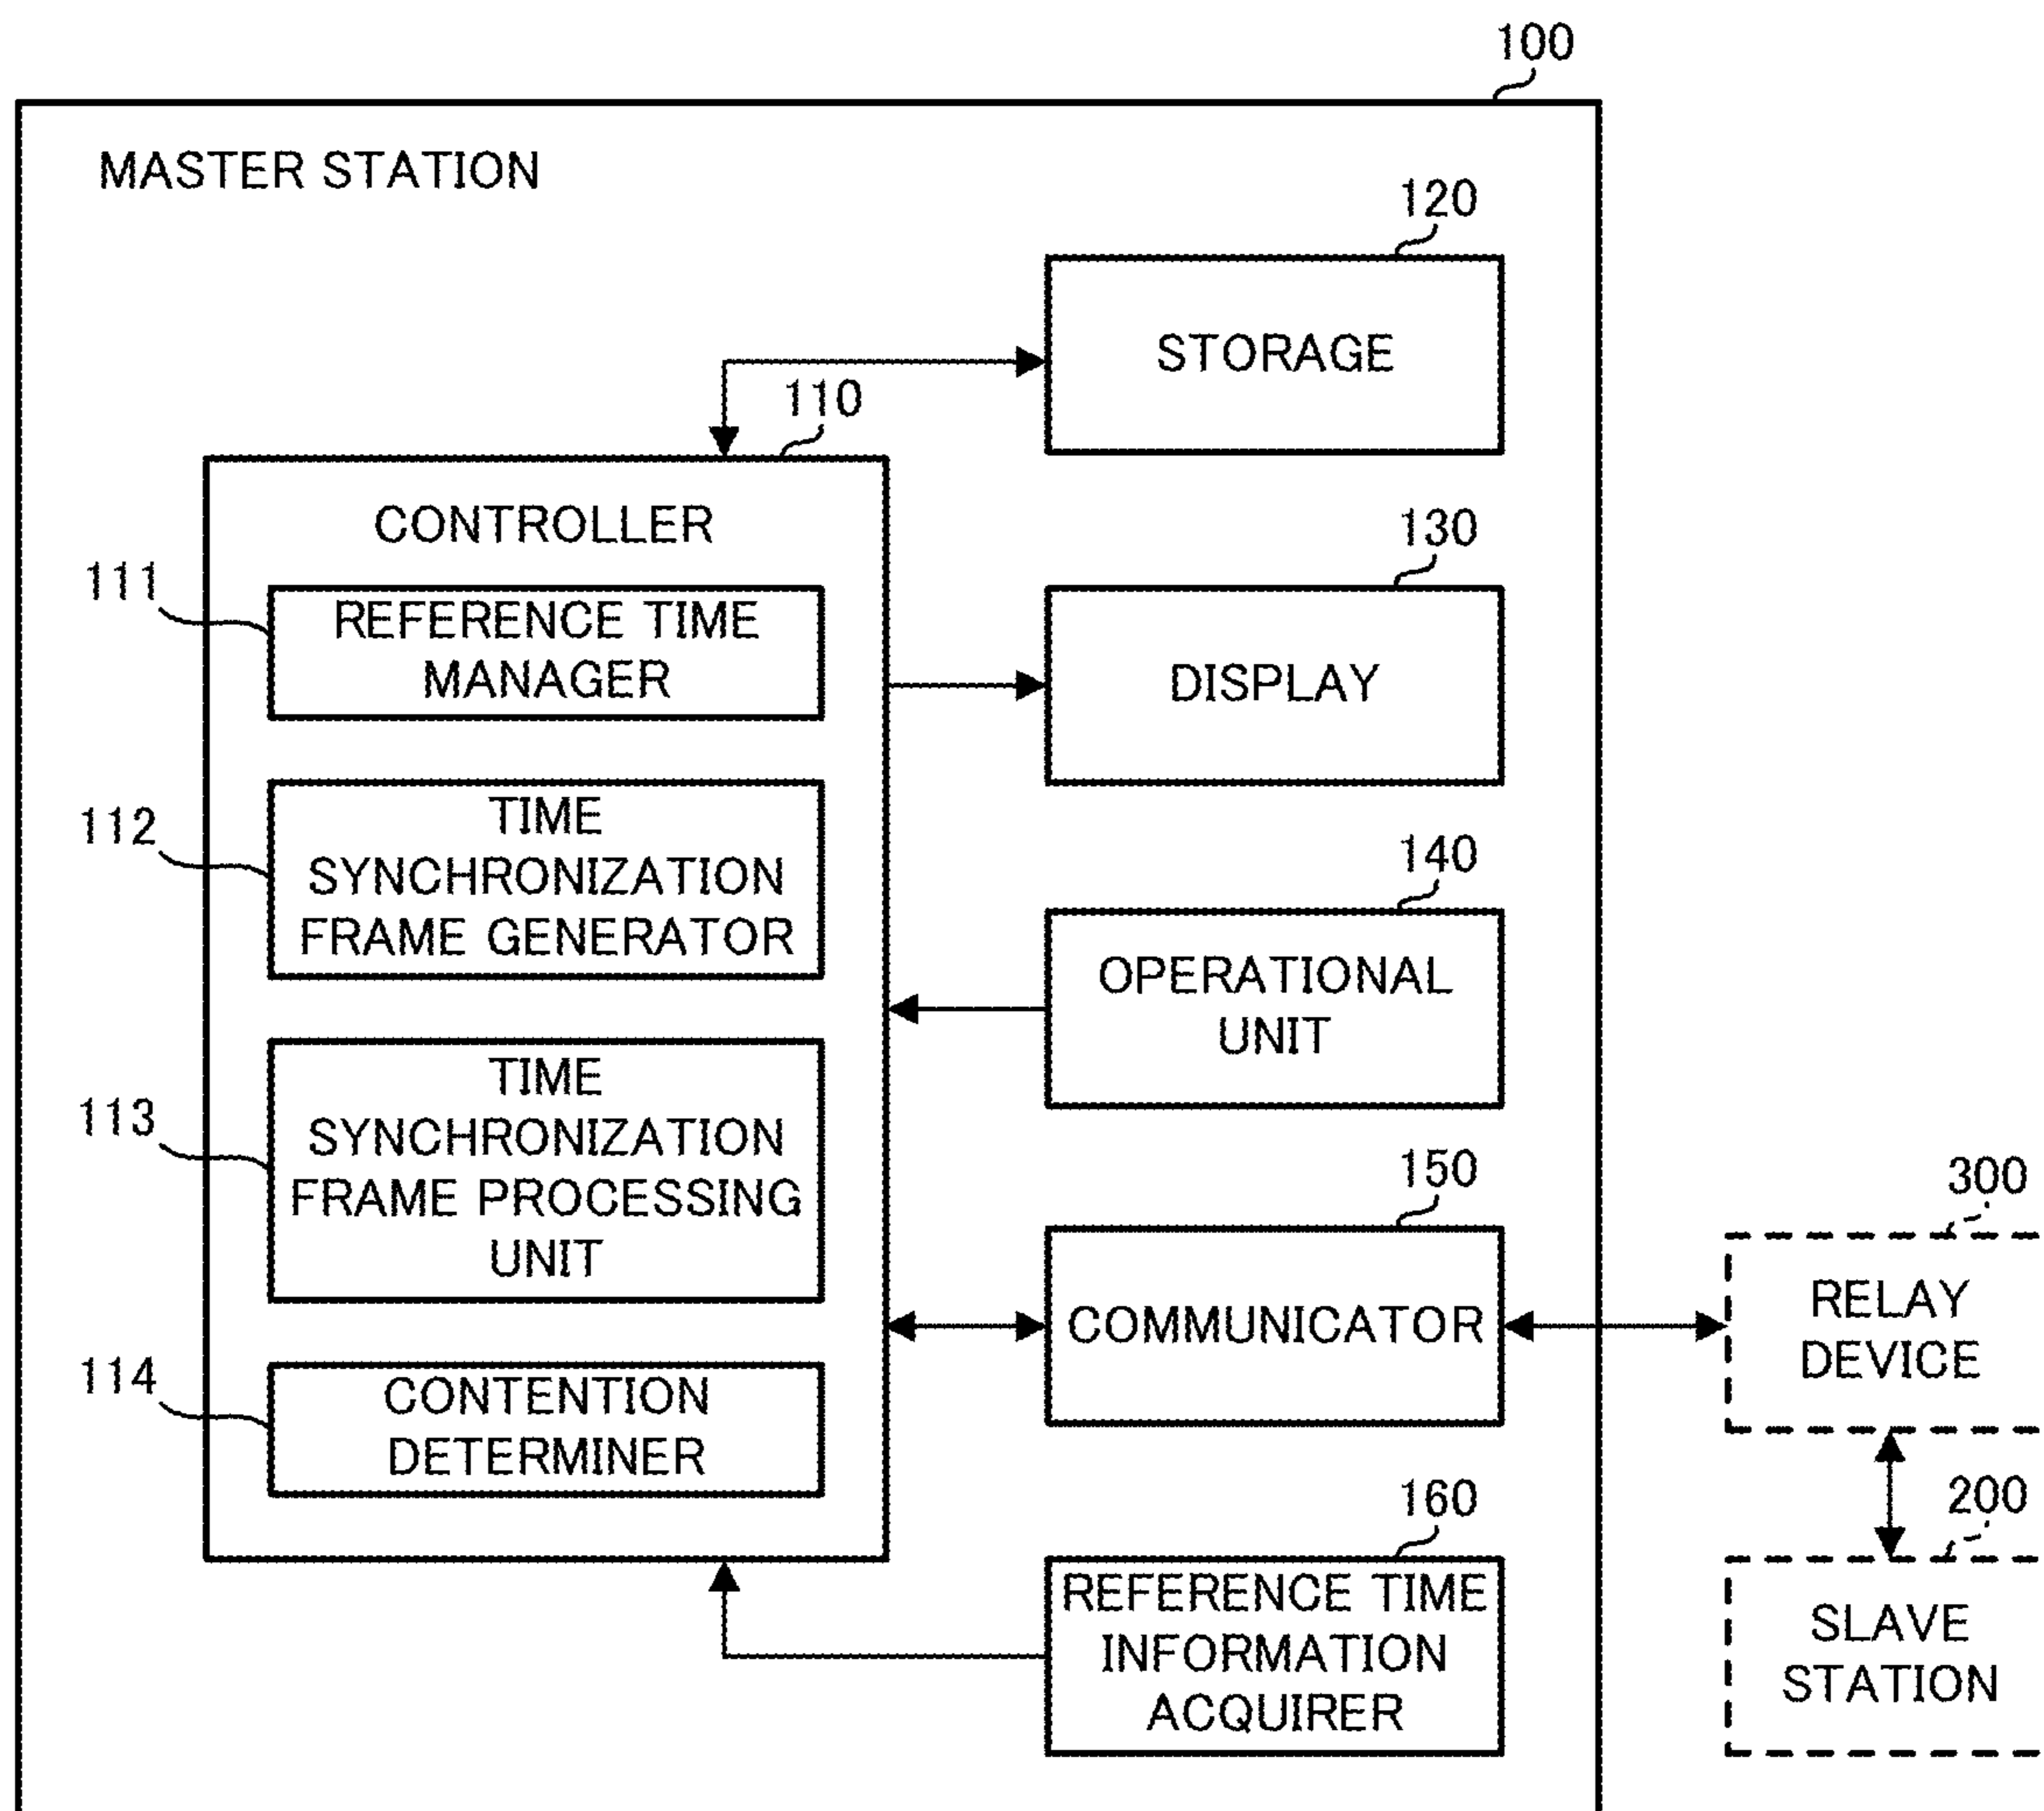 100
MASTER STATION
120
STORAGE
110
CONTROLLER
130
111
REFERENCE TIME
MANAGER
DISPLAY
112
TIME
SYNCHRONIZATION
FRAME GENERATOR
140
OPERATIONAL
UNIT
113
TIME
SYNCHRONIZATION
FRAME PROCESSING
UNIT
150
COMMUNICATOR
300
RELAY
DEVICE
114
CONTENTION
DETERMINER
160
REFERENCE TIME
INFORMATION
ACQUIRER
200
SLAVE
STATION